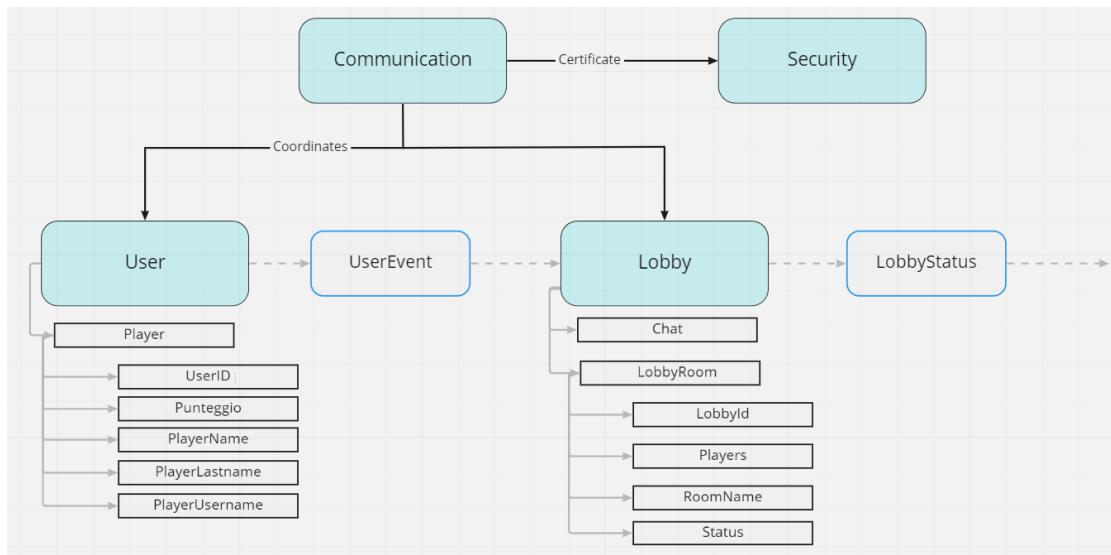 Communication
Certificate
Security
Coordinates
User
UserEvent
Lobby
LobbyStatus
Player
UserID
Punteggio
PlayerName
PlayerLastname
PlayerUsername
Chat
LobbyRoom
LobbyId
Players
RoomName
Status